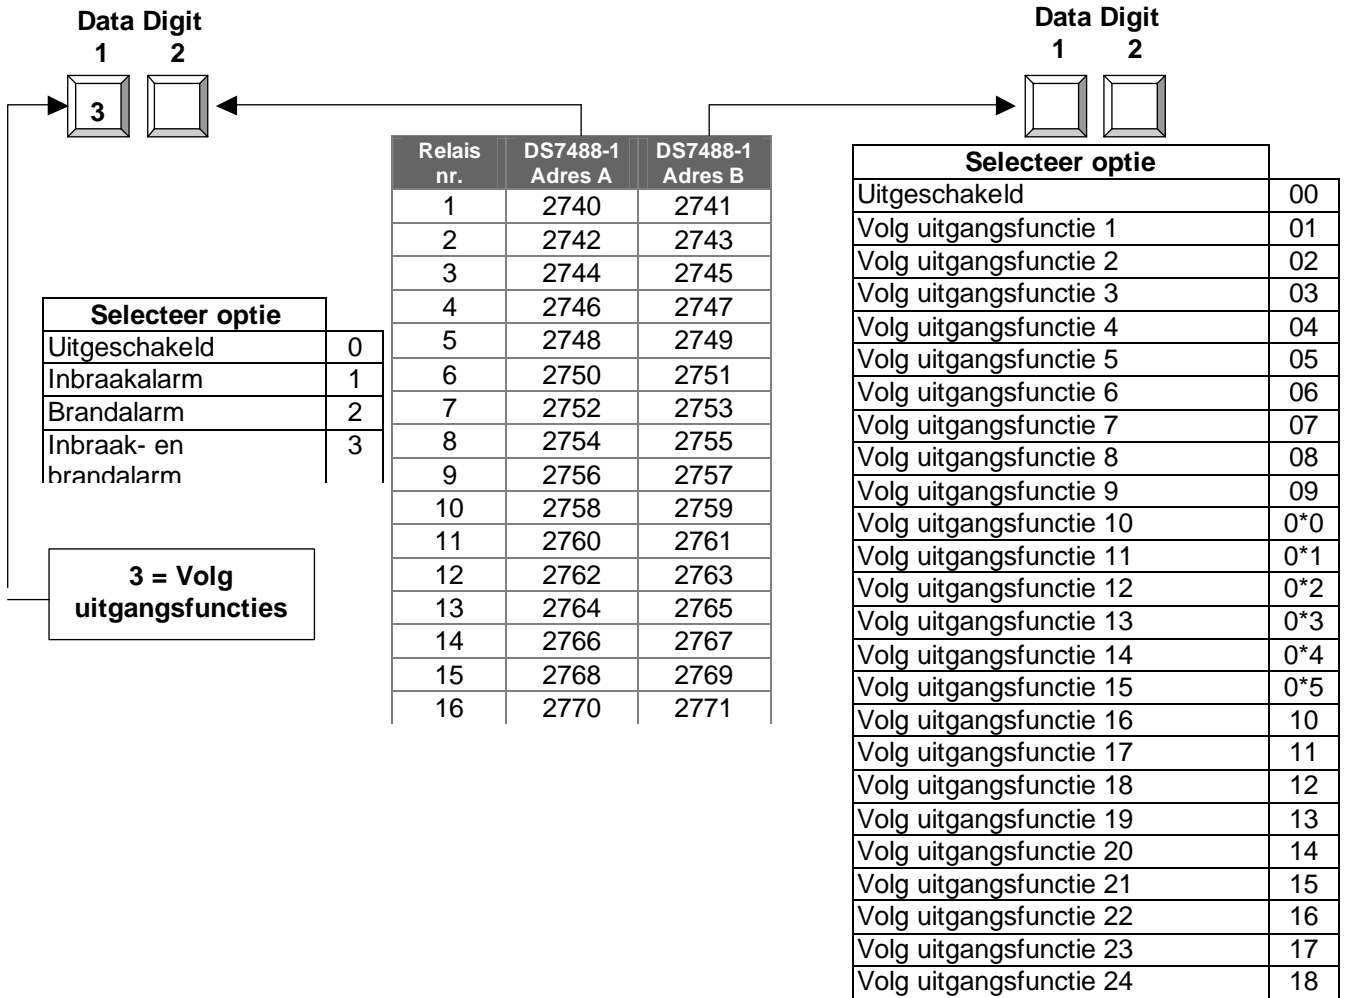 Data Digit
1 2
3
Data Digit
1 2
Relais nr. DS7488-1 Adres A DS7488-1 Adres B
1 2740 2741
2 2742 2743
3 2744 2745
4 2746 2747
5 2748 2749
6 2750 2751
7 2752 2753
8 2754 2755
9 2756 2757
10 2758 2759
11 2760 2761
12 2762 2763
13 2764 2765
14 2766 2767
15 2768 2769
16 2770 2771
Selecteer optie
Uitgeschakeld 0
Inbraakalarm 1
Brandalarm 2
Inbraak- en 3
brandalarm
3 = Volg
uitgangsfuncties
Selecteer optie
Uitgeschakeld 00
Volg uitgangsfunctie 1 01
Volg uitgangsfunctie 2 02
Volg uitgangsfunctie 3 03
Volg uitgangsfunctie 4 04
Volg uitgangsfunctie 5 05
Volg uitgangsfunctie 6 06
Volg uitgangsfunctie 7 07
Volg uitgangsfunctie 8 08
Volg uitgangsfunctie 9 09
Volg uitgangsfunctie 10 0*0
Volg uitgangsfunctie 11 0*1
Volg uitgangsfunctie 12 0*2
Volg uitgangsfunctie 13 0*3
Volg uitgangsfunctie 14 0*4
Volg uitgangsfunctie 15 0*5
Volg uitgangsfunctie 16 10
Volg uitgangsfunctie 17 11
Volg uitgangsfunctie 18 12
Volg uitgangsfunctie 19 13
Volg uitgangsfunctie 20 14
Volg uitgangsfunctie 21 15
Volg uitgangsfunctie 22 16
Volg uitgangsfunctie 23 17
Volg uitgangsfunctie 24 18